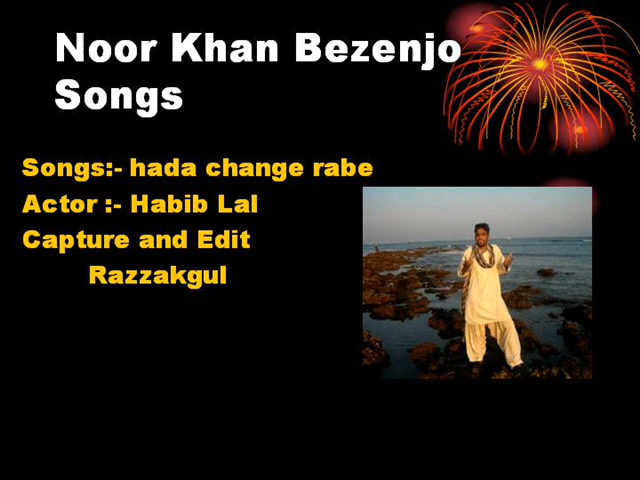 Noor Khan Bezenjo
Songs
Songs:- hada change rabe
Actor :- Habib Lal
Capture and Edit
Razzakgul